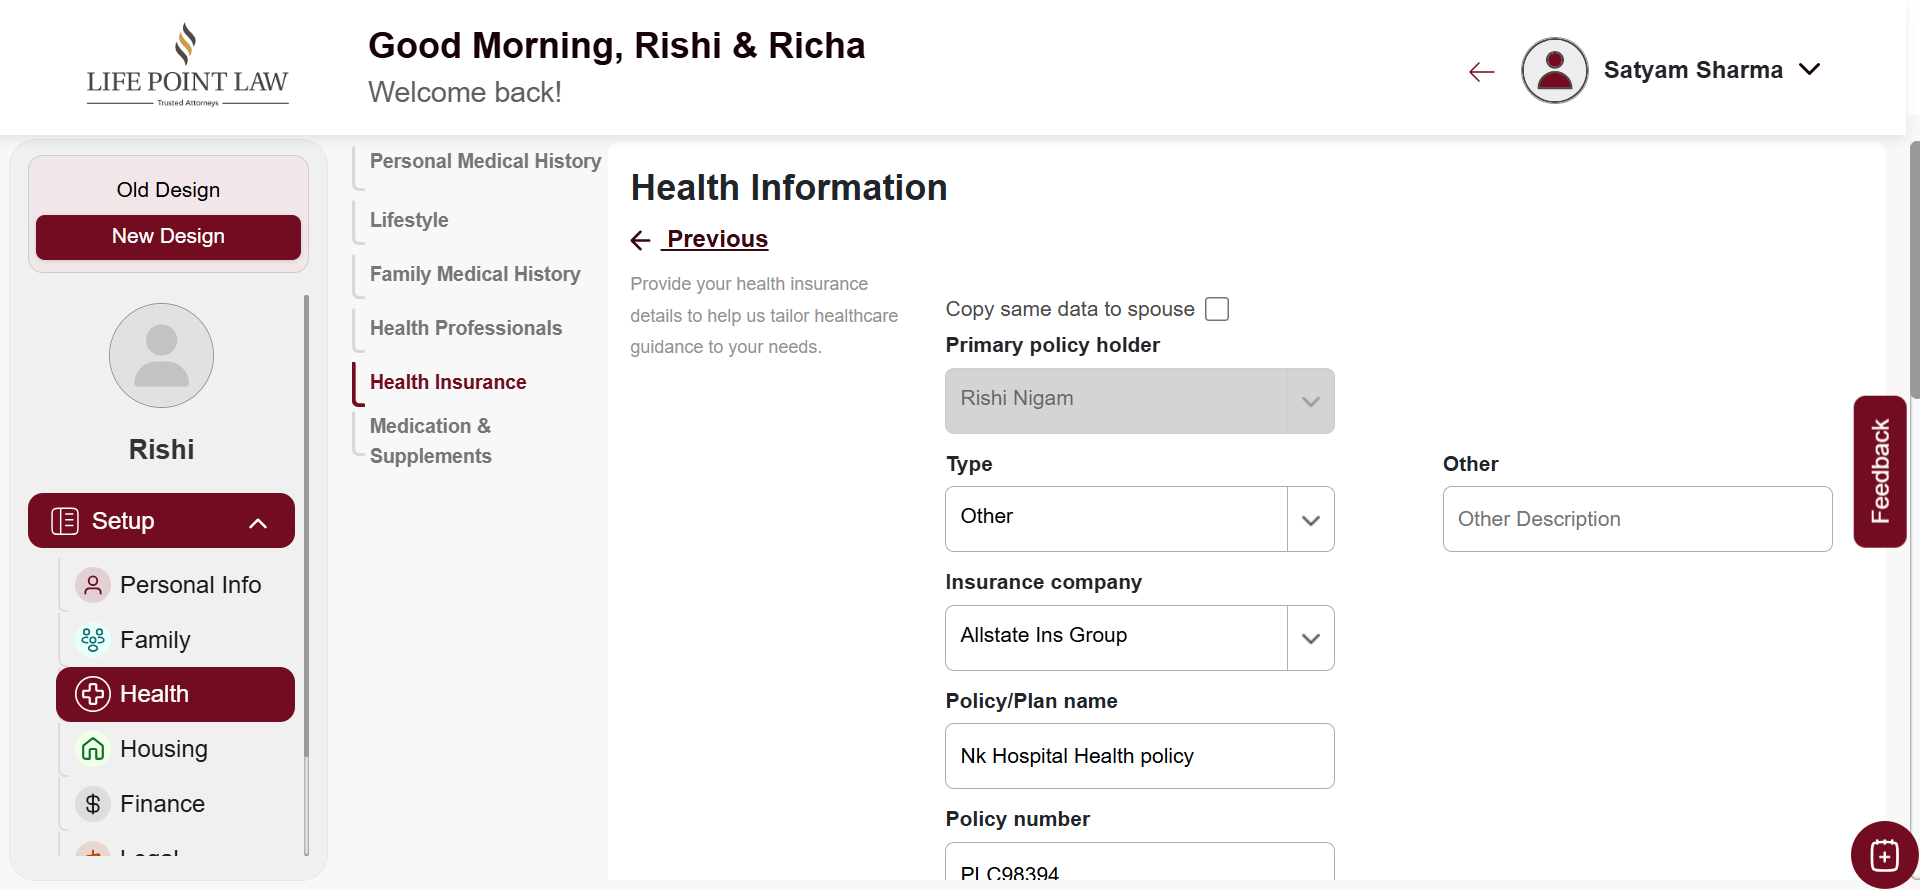 LIFE POINT LAW
Trusted Attorneys
Good Morning, Rishi & Richa
Welcome back!
Satyam Sharma
Old Design
New Design
Rishi
Setup
Personal Info
Family
Health
Housing
Finance
Legal
Personal Medical History
Lifestyle
Family Medical History
Health Professionals
Health Insurance
Medication &
Supplements
Health Information
Previous
Provide your health insurance
details to help us tailor healthcare
guidance to your needs.
Copy same data to spouse
Primary policy holder
Rishi Nigam
Type
Other
Other
Other Description
Insurance company
Allstate Ins Group
Policy/Plan name
Nk Hospital Health policy
Policy number
PLC98394
Feedback